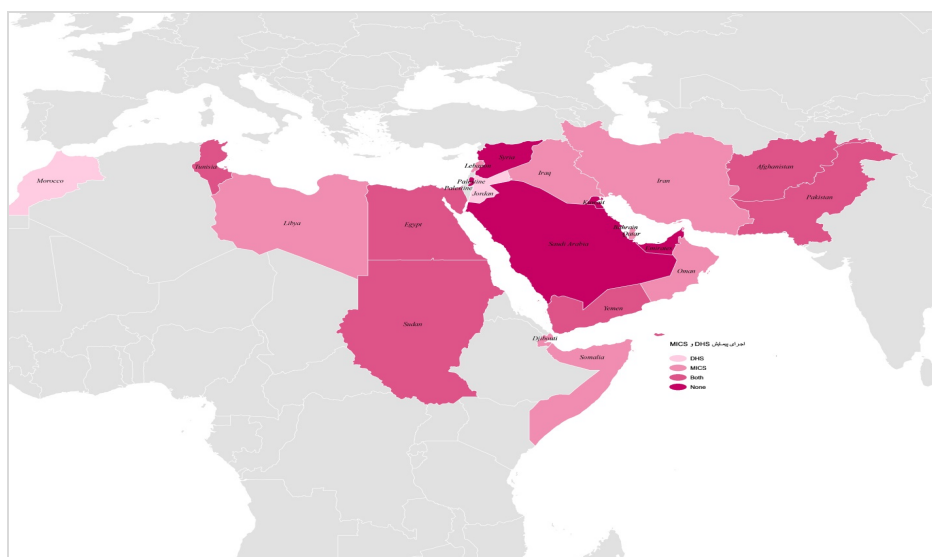 Tunisia
Syria
Lebanon
Afghanistan
Iraq
Morocco
Palestine
Iran
Palestine
Jordan
Pakistan
Libya
Egypt
Bahrain
Qatar
Saudi Arabia
Oman
Yemen
Sudan
Djibouti
Somalia
اجرای پیمایش DHS و MICS
DHS
MICS
Both
None